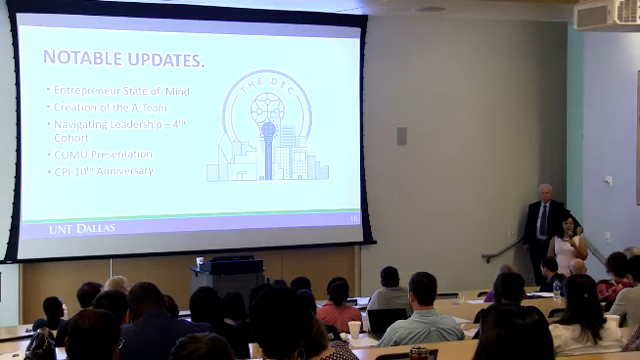 NOTABLE UPDATES.
• Entrepreneur State of Mind
• Creation of the A-Team
• Navigating Leadership – 4th
Cohort
• CUMU Presentation
• CPI 10th Anniversary
THE DEC
UNT DALLAS
16